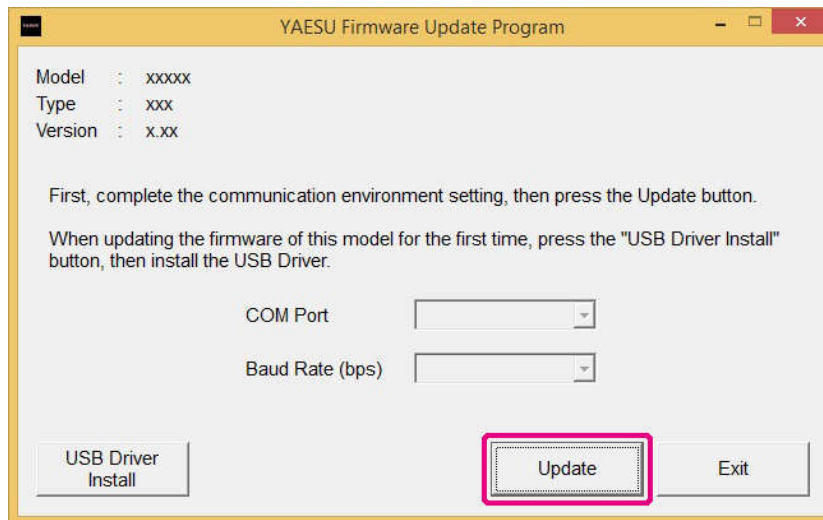 YAESU Firmware Update Program
Model : xxxxx
Type : xxx
Version : x.xx
First, complete the communication environment setting, then press the Update button.
When updating the firmware of this model for the first time, press the "USB Driver Install"
button, then install the USB Driver.
COM Port
Baud Rate (bps)
USB Driver
Install
Update
Exit